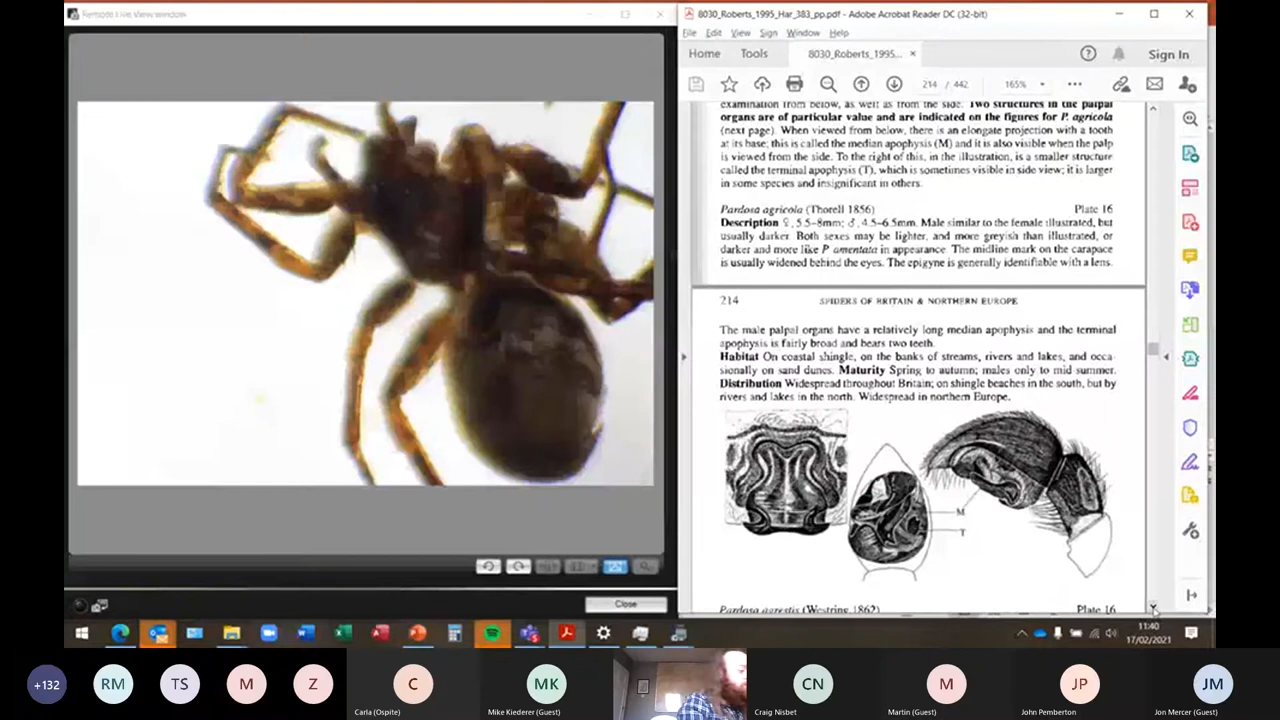 Remote Live View window
8030_Roberts_1995_Har_383_pp.pdf - Adobe Acrobat Reader DC (32-bit)
File Edit View Sign Window Help
Home Tools 8030_Roberts_1995... × Sign In
214 / 442 165%
examination from below, as well as from the side. Two structures in the palpal
organs are of particular value and are indicated on the figures for P. agricola
(next page). When viewed from below, there is an elongate projection with a tooth
at its base; this is called the median apophysis (M) and it is also visible when the palp
is viewed from the side. To the right of this, in the illustration, is a smaller structure
called the terminal apophysis (T), which is sometimes visible in side view; it is larger
in some species and insignificant in others.
Pardosa agricola (Thorell 1856) Plate 16
Description ♀, 5.5–8mm; ♂, 4.5–6.5mm. Male similar to the female illustrated, but
usually darker. Both sexes may be lighter, and more greyish than illustrated, or
darker and more like P. amentata in appearance. The midline mark on the carapace
is usually widened behind the eyes. The epigyne is generally identifiable with a lens.
214 SPIDERS OF BRITAIN & NORTHERN EUROPE
The male palpal organs have a relatively long median apophysis and the terminal
apophysis is fairly broad and bears two teeth.
Habitat On coastal shingle, on the banks of streams, rivers and lakes, and occa-
sionally on sand dunes. Maturity Spring to autumn; males only to mid summer.
Distribution Widespread throughout Britain; on shingle beaches in the south, but by
rivers and lakes in the north. Widespread in northern Europe.
M
T
Pardosa agrestis (Westring 1862) Plate 16
Close
11:40
17/02/2021
+132 RM TS M Z C MK CN M JP JM
Carla (Ospite) Mike Kiederer (Guest) Craig Nisbet Martin (Guest) John Pemberton Jon Mercer (Guest)